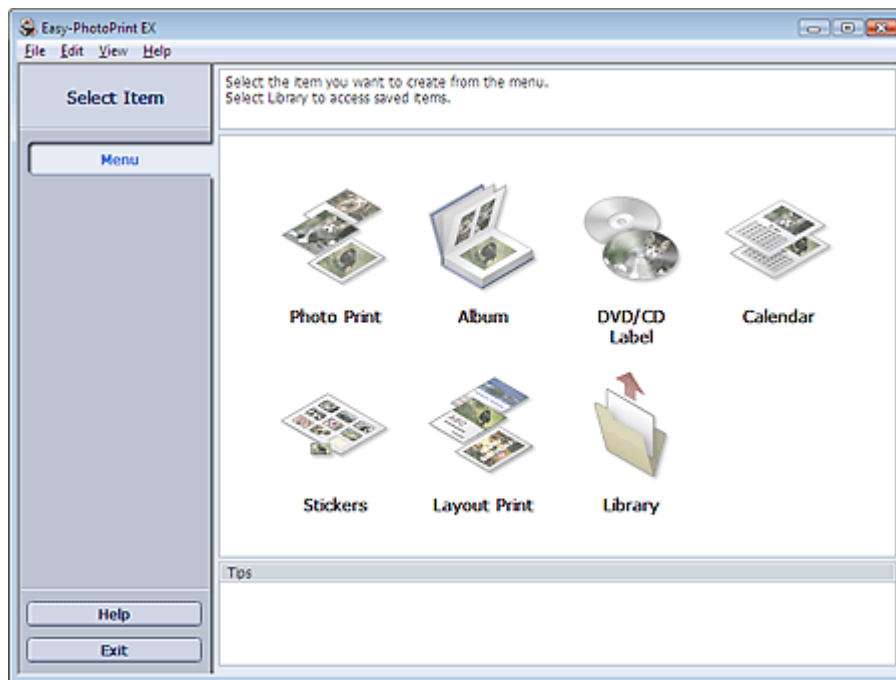 Easy-PhotoPrint EX
File Edit View Help
Select Item
Select the item you want to create from the menu.
Select Library to access saved items.
Menu
Photo Print
Album
DVD/CD
Label
Calendar
Stickers
Layout Print
Library
Tips
Help
Exit